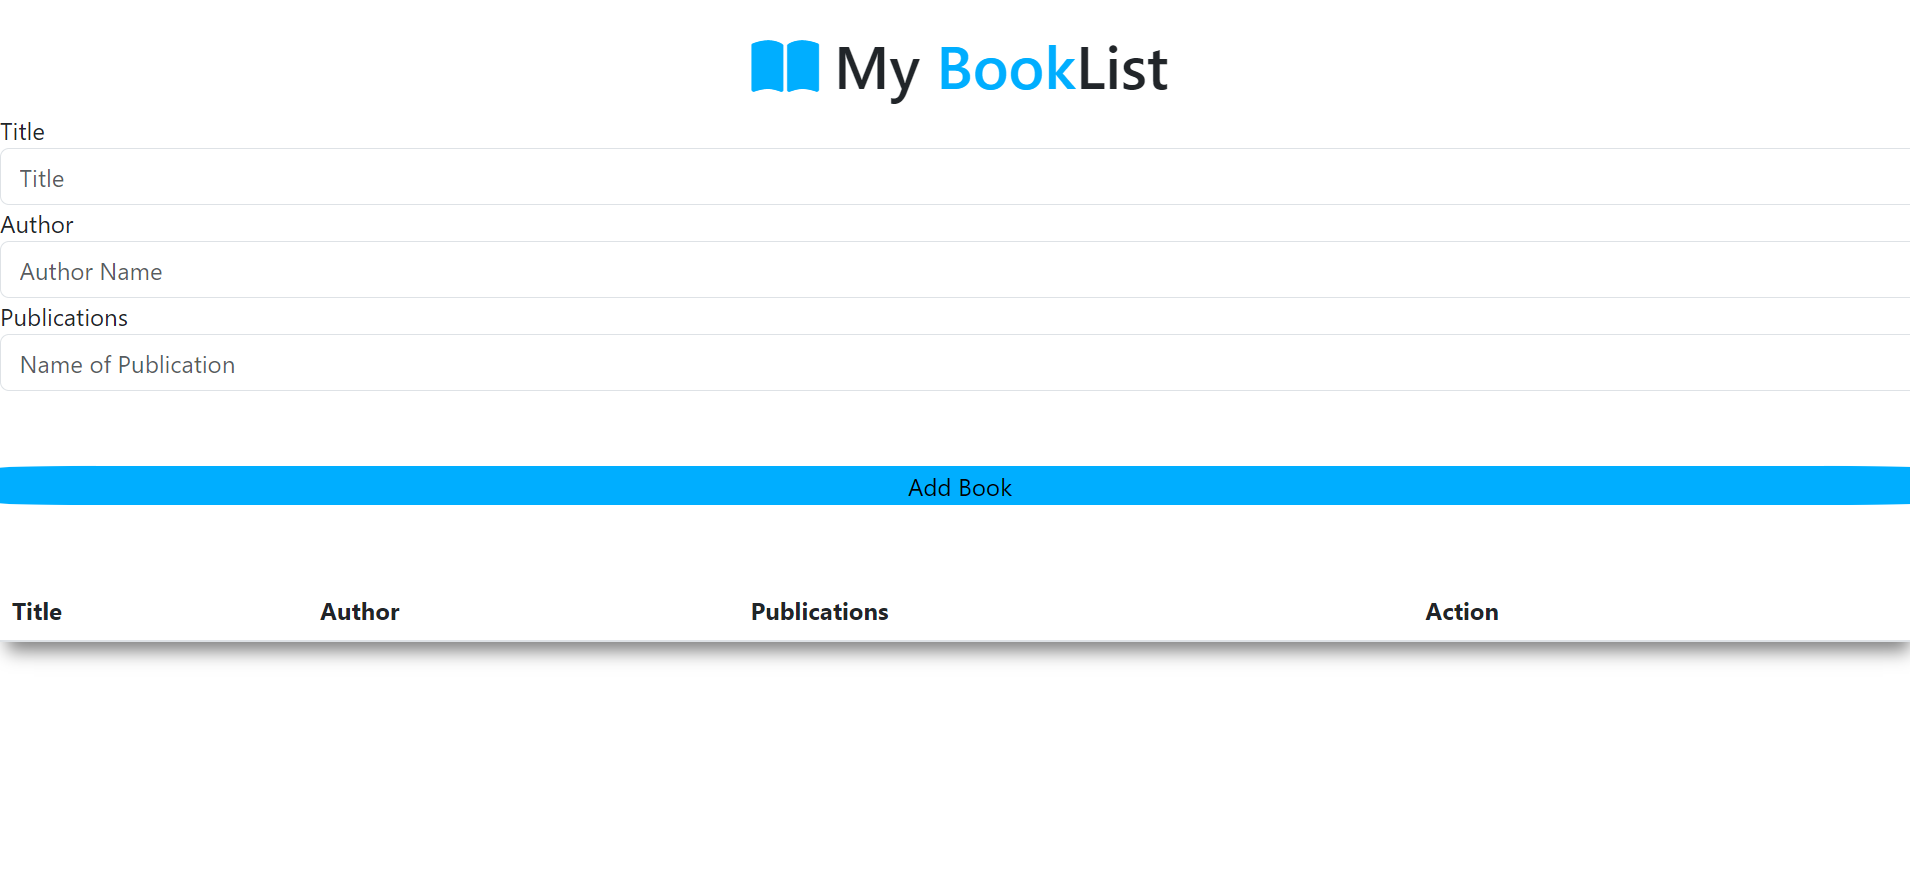 My BookList
Title
Title
Author
Author Name
Publications
Name of Publication
Add Book
Title Author Publications Action